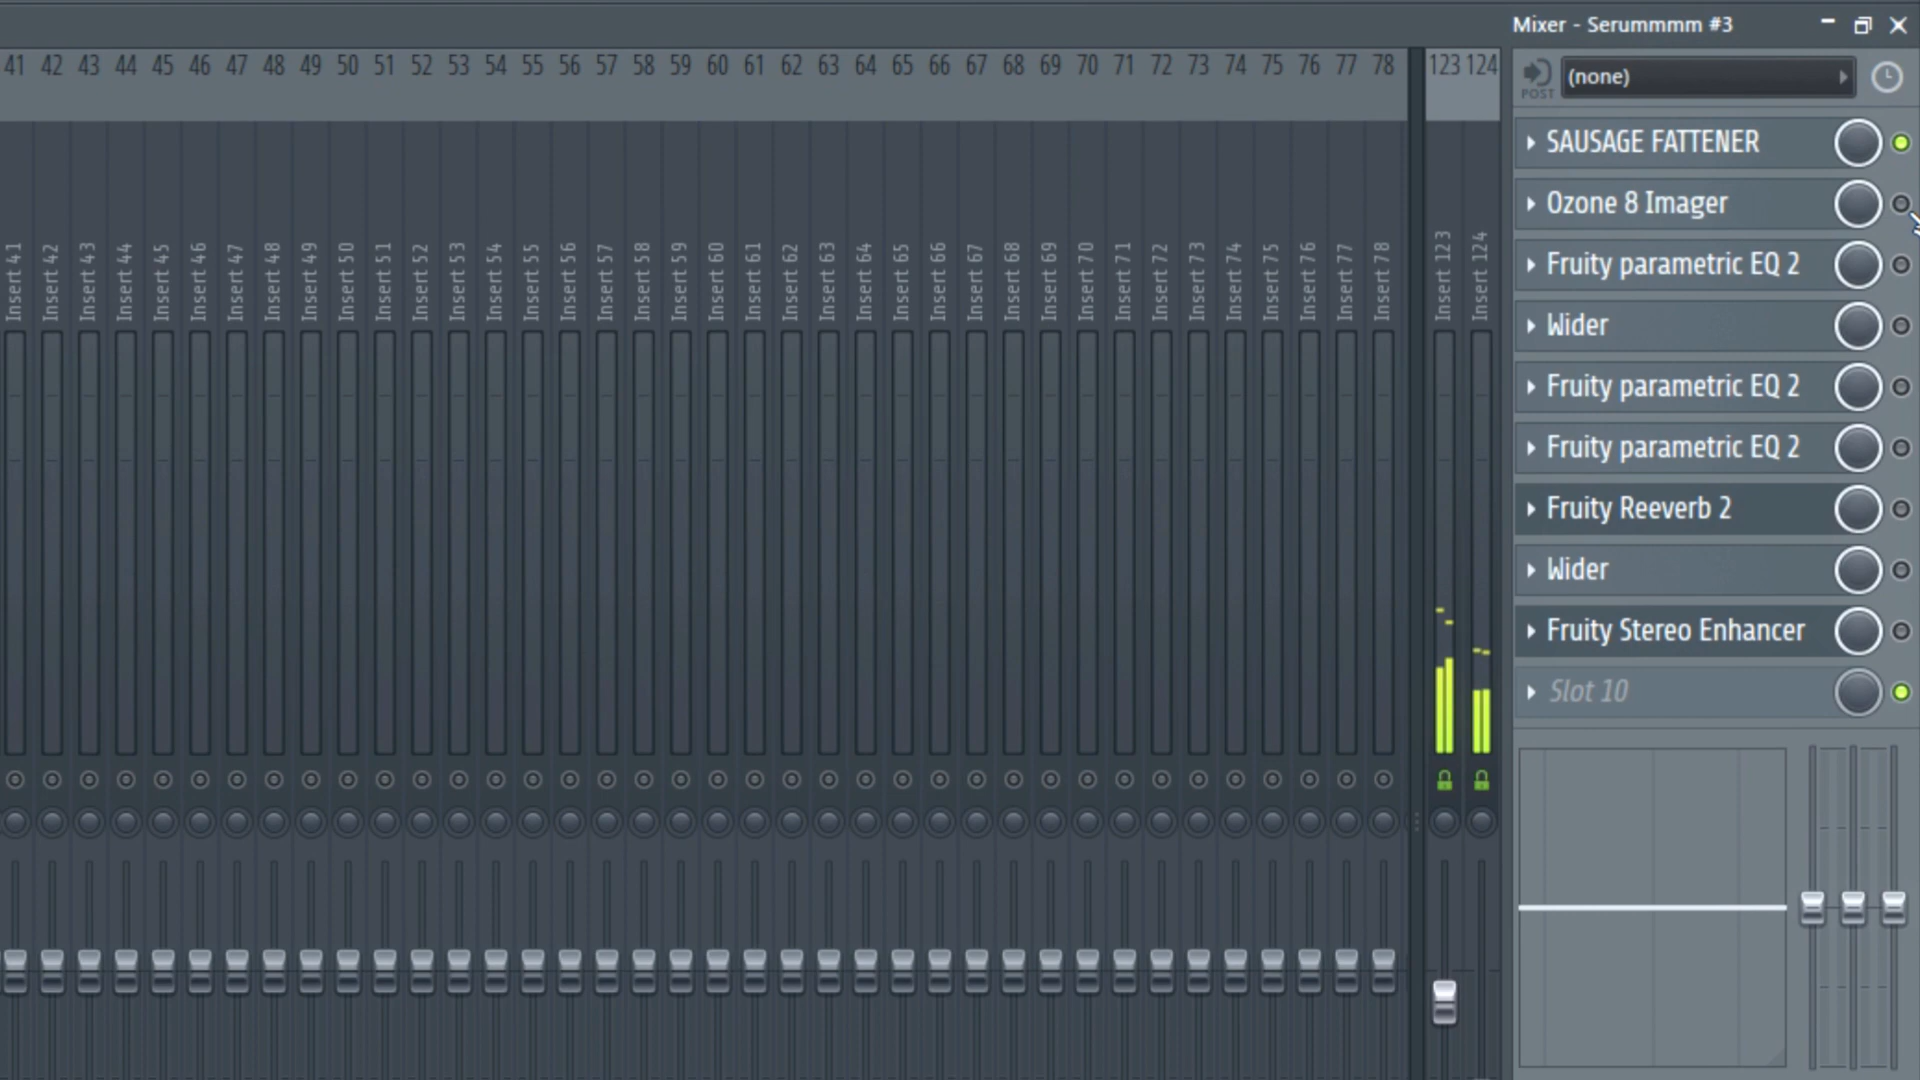 Mixer - Serummmm #3
41 42 43 44 45 46 47 48 49 50 51 52 53 54 55 56 57 58 59 60 61 62 63 64 65 66 67 68 69 70 71 72 73 74 75 76 77 78 123 124
POST
(none)
SAUSAGE FATTENER
Ozone 8 Imager
Fruity parametric EQ 2
Wider
Fruity parametric EQ 2
Fruity parametric EQ 2
Fruity Reeverb 2
Wider
Fruity Stereo Enhancer
Slot 10
Insert 41
Insert 42
Insert 43
Insert 44
Insert 45
Insert 46
Insert 47
Insert 48
Insert 49
Insert 50
Insert 51
Insert 52
Insert 53
Insert 54
Insert 55
Insert 56
Insert 57
Insert 58
Insert 59
Insert 60
Insert 61
Insert 62
Insert 63
Insert 64
Insert 65
Insert 66
Insert 67
Insert 68
Insert 69
Insert 70
Insert 71
Insert 72
Insert 73
Insert 74
Insert 75
Insert 76
Insert 77
Insert 78
Insert 123
Insert 124